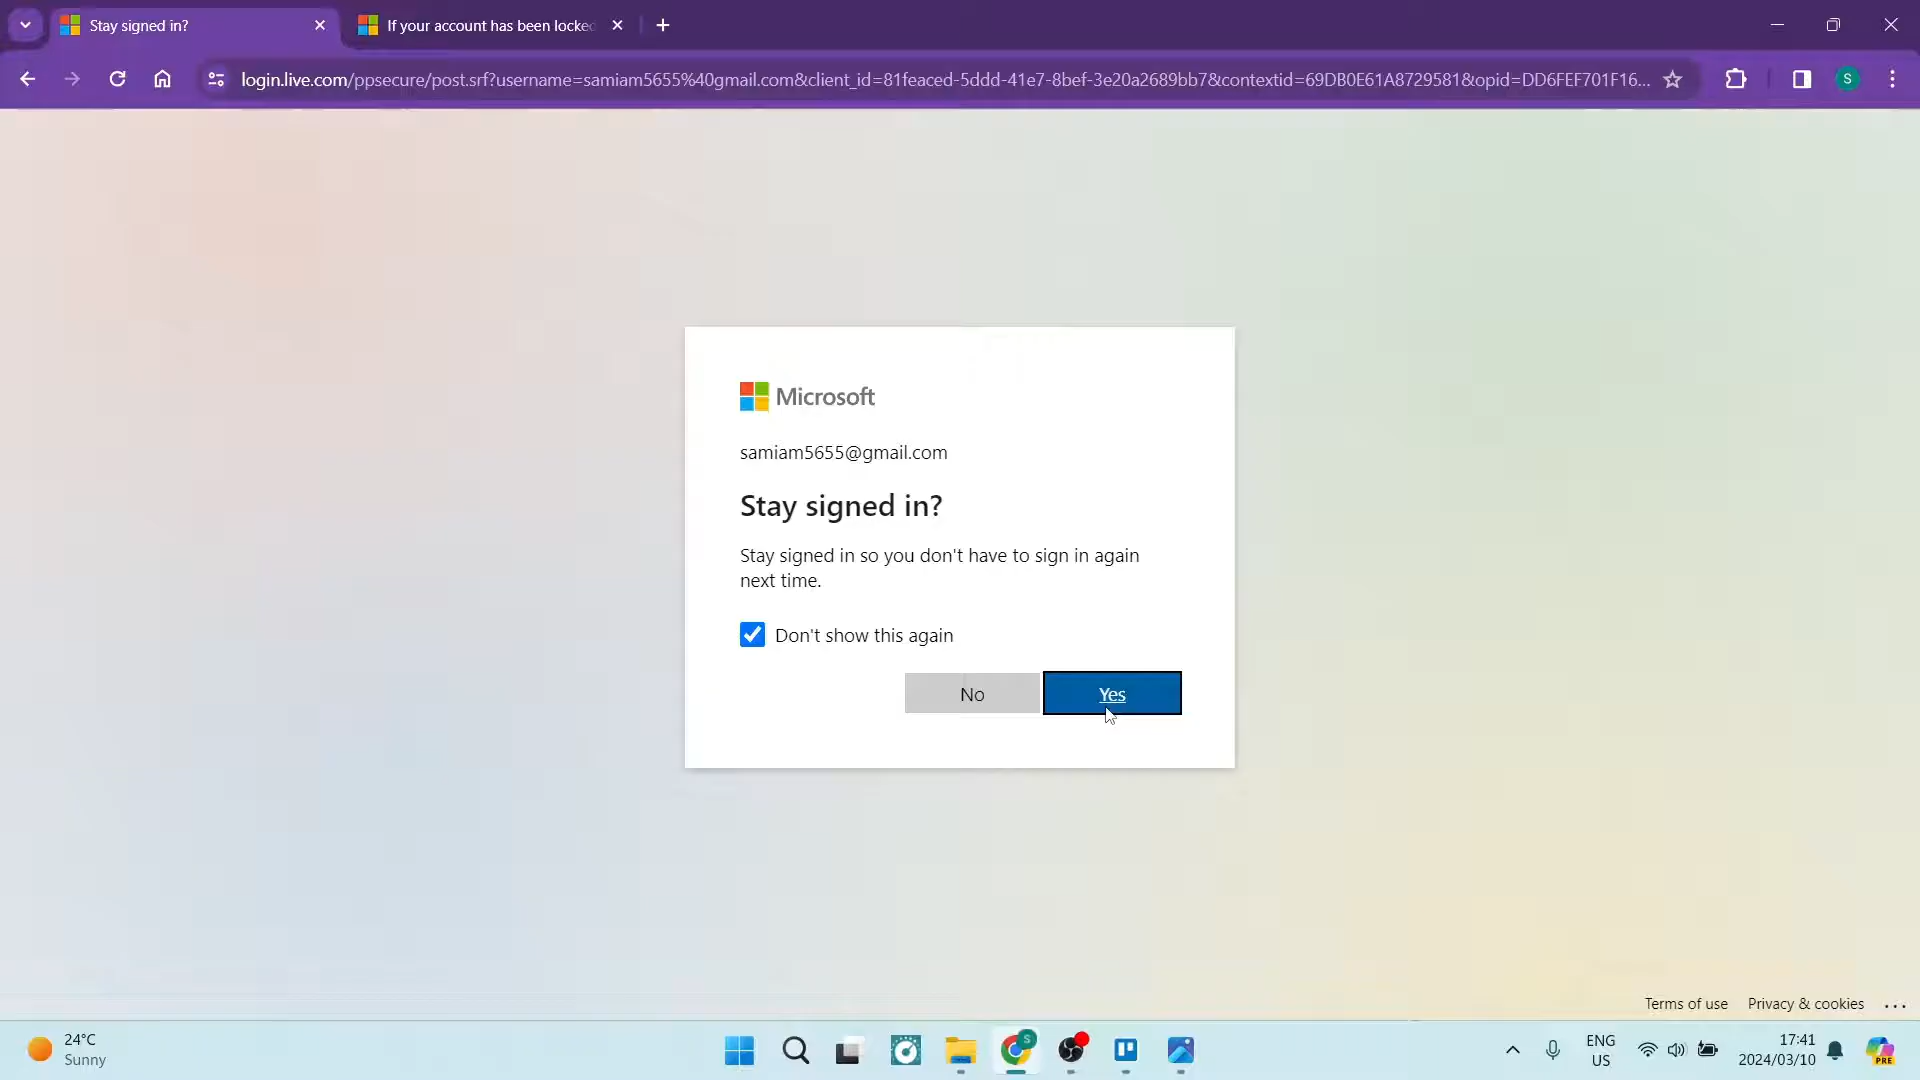 Stay signed in?
If your account has been locke
login.live.com/ppsecure/post.srf?username=samiam5655%40gmail.com&client_id=81feaced-5ddd-41e7-8bef-3e20a2689bb7&contextid=69DB0E61A8729581&opid=DD6FEF701F16...
S
Microsoft
samiam5655@gmail.com
Stay signed in?
Stay signed in so you don't have to sign in again
next time.
Don't show this again
No
Yes
Terms of use
Privacy & cookies
24°C
Sunny
S
ENG
US
17:41
2024/03/10
PRE